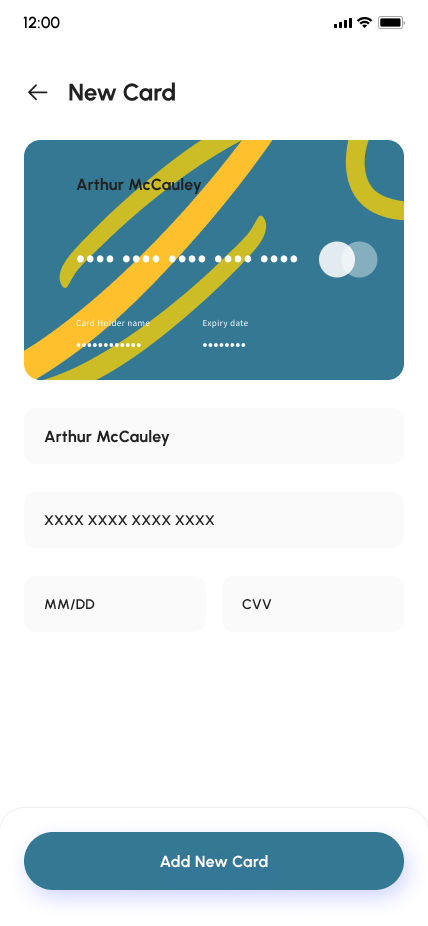 12:00
New Card
Arthur McCauley
•••• •••• •••• •••• ••••
Card Holder name Expiry date
•••••••••••• ••••••••
Arthur McCauley
XXXX XXXX XXXX XXXX
MM/DD CVV
Add New Card